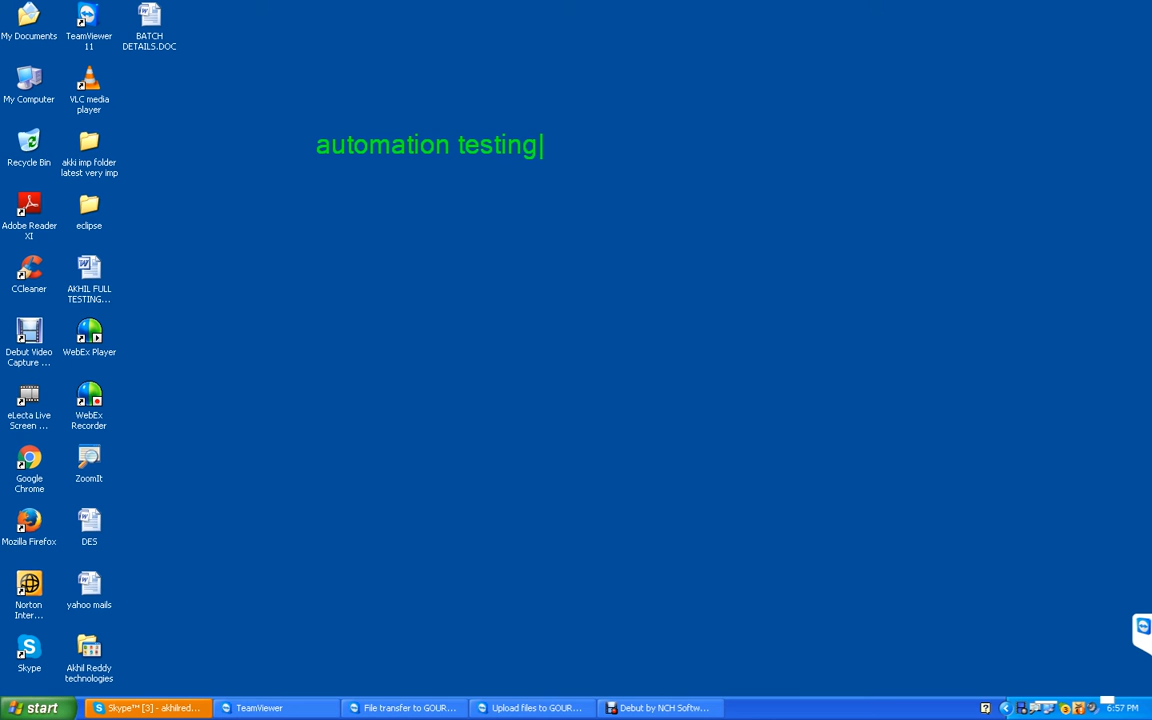 My Documents
TeamViewer
11
BATCH
DETAILS.DOC
My Computer
VLC media
player
automation testing
Recycle Bin
akki imp folder
latest very imp
Adobe Reader
XI
eclipse
CCleaner
AKHIL FULL
TESTING...
Debut Video
Capture ...
WebEx Player
eLecta Live
Screen ...
WebEx
Recorder
Google
Chrome
ZoomIt
Mozilla Firefox
DES
Norton
Inter...
yahoo mails
Skype
Akhil Reddy
technologies
start
Skype™ [3] - akhilred...
TeamViewer
File transfer to GOUR...
Upload files to GOUR...
Debut by NCH Softw...
6:57 PM